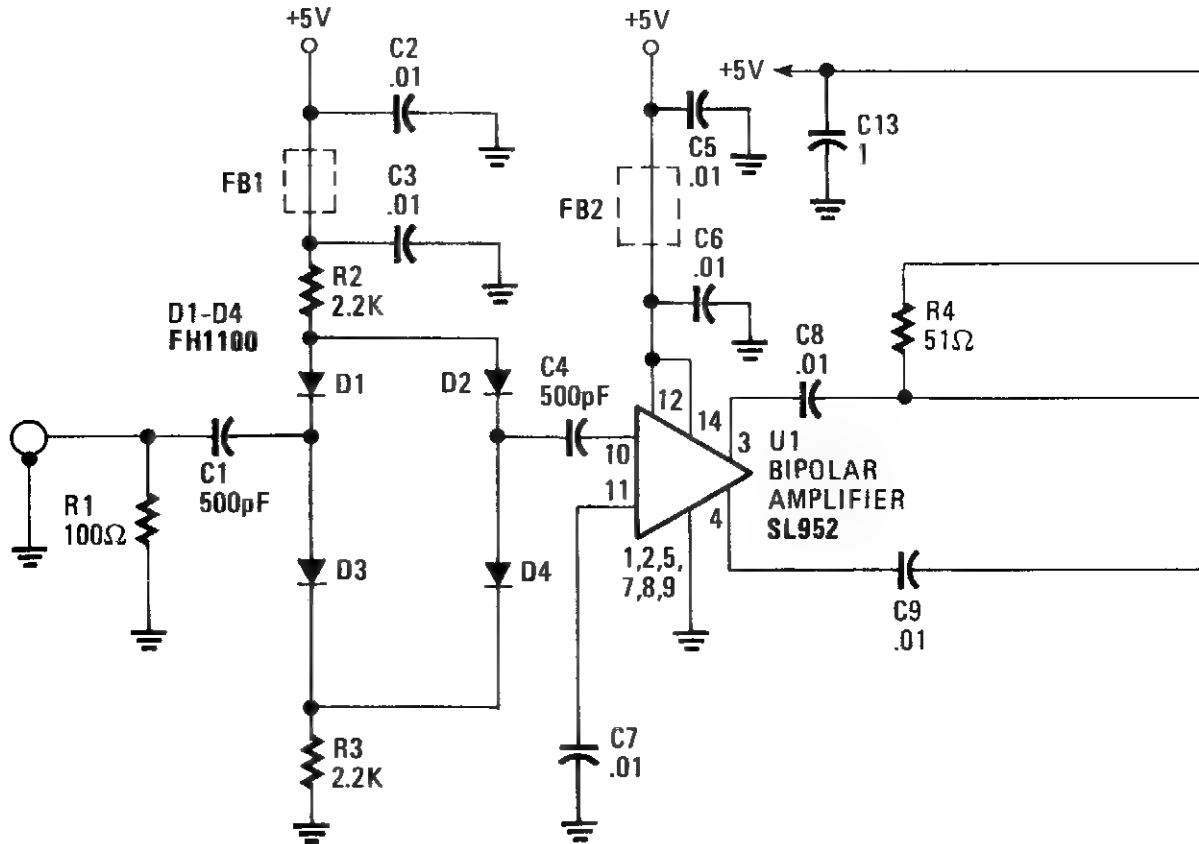 +5V
C2
.01
FB1
C3
.01
R2
2.2K
D1-D4
FH1100
D1
D2
C4
500pF
C1
500pF
R1
100Ω
D3
D4
R3
2.2K
+5V
C5
.01
FB2
C6
.01
12
14
10
11
3
4
1,2,5,
7,8,9
U1
BIPOLAR
AMPLIFIER
SL952
C7
.01
+5V
C13
1
R4
51Ω
C8
.01
C9
.01